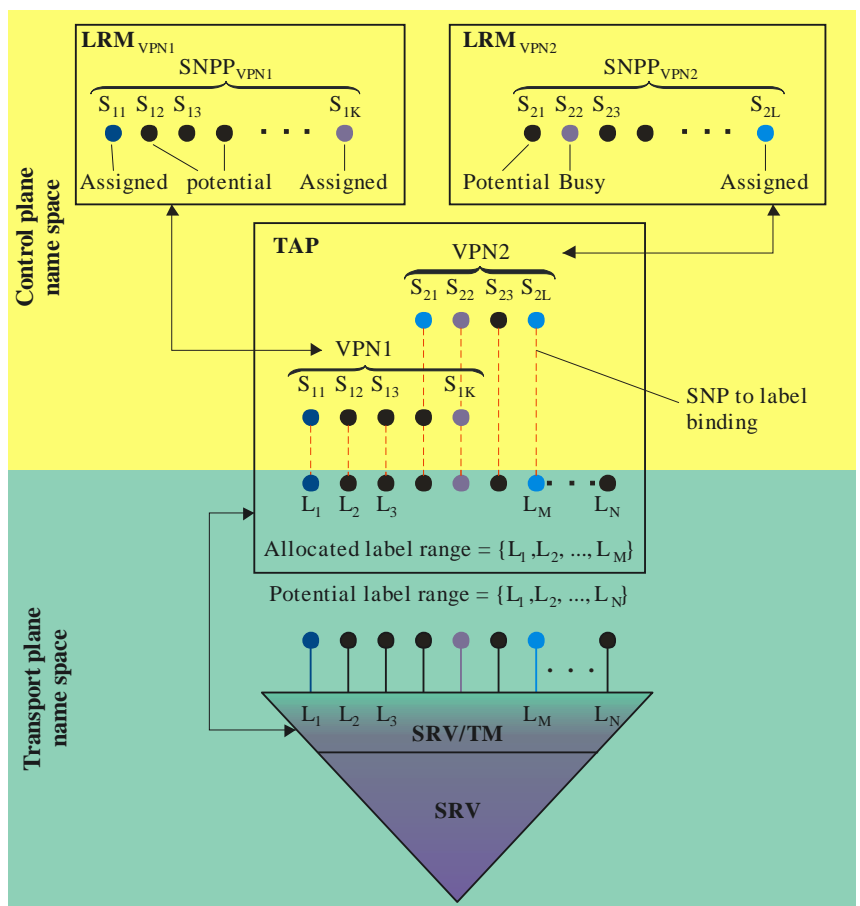 LRM VPN1
SNPP VPN1
S11 S12 S13 S1K
Assigned potential Assigned
LRM VPN2
SNPP VPN2
S21 S22 S23 S2L
Potential Busy Assigned
Control plane
name space
TAP
VPN2
S21 S22 S23 S2L
VPN1
S11 S12 S13 S1K
SNP to label
binding
L1 L2 L3 LM LN
Allocated label range = {L1, L2, ..., LM}
Potential label range = {L1, L2, ..., LN}
Transport plane
name space
L1 L2 L3 LM LN
SRV/TM
SRV